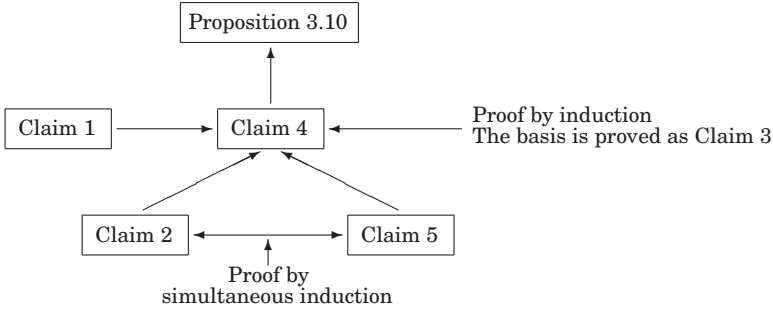 Proposition 3.10
Claim 1
Claim 4
Proof by induction
The basis is proved as Claim 3
Claim 2
Claim 5
Proof by
simultaneous induction